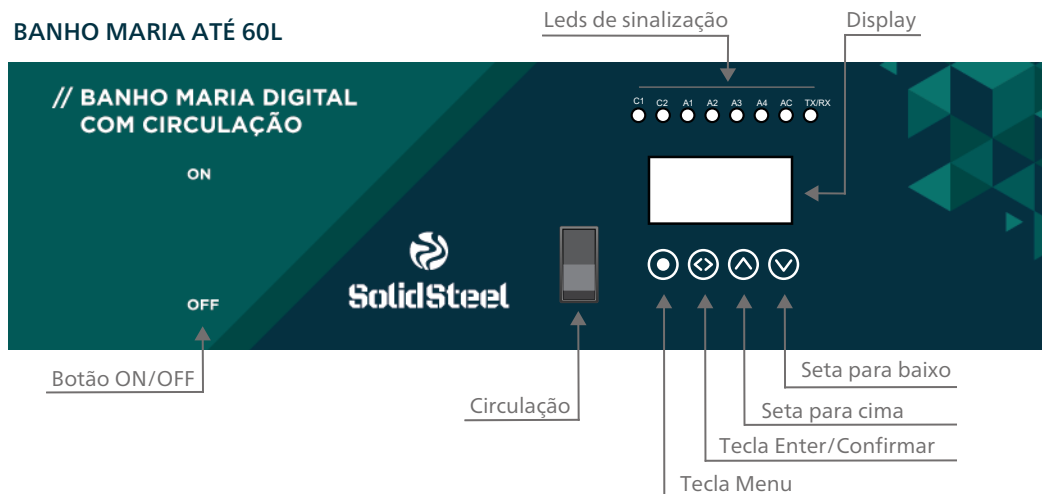 BANHO MARIA ATÉ 60L
Leds de sinalização
Display
// BANHO MARIA DIGITAL
COM CIRCULAÇÃO
C1 C2 A1 A2 A3 A4 AC TX/RX
ON
SolidSteel
OFF
Botão ON/OFF
Circulação
Seta para baixo
Seta para cima
Tecla Enter/Confirmar
Tecla Menu